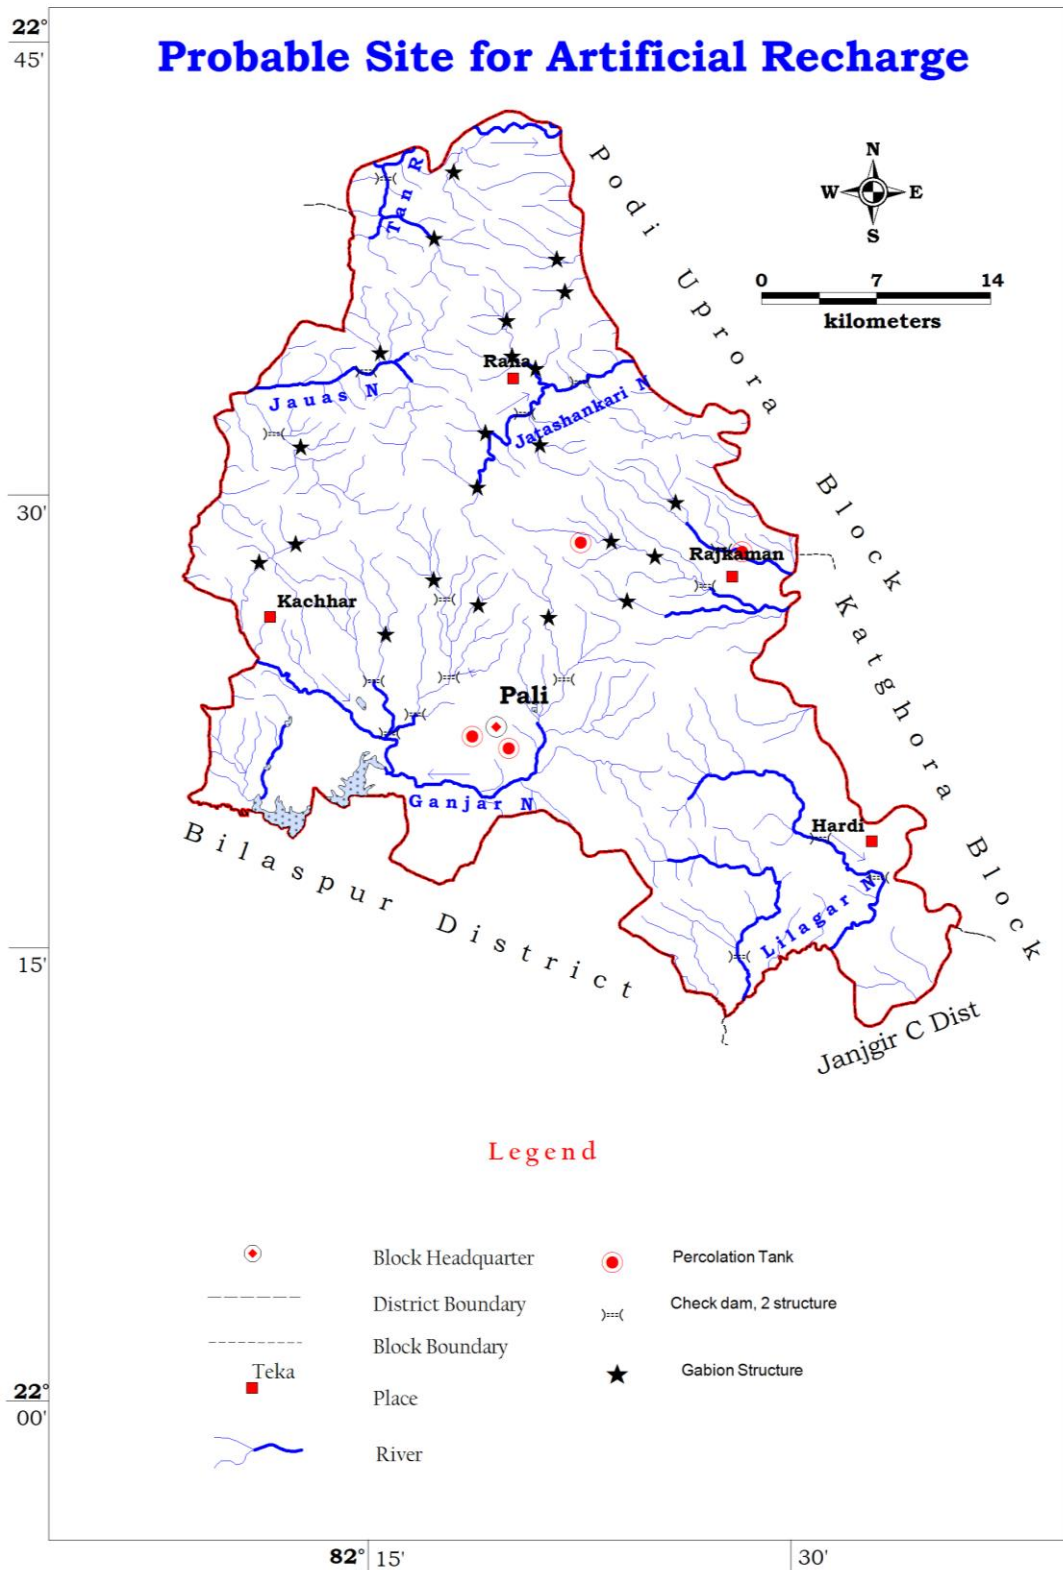 22°
45'
Probable Site for Artificial Recharge
N
W E
S
0 7 14
kilometers
Podi Uprora Block
Tan R
Raha
Jauas N
Jatashankari N
30'
Rajkaman
Kachhar
Katghora Block
Pali
Ganjar N
Hardi
Bilaspur District
Lilagar N
15'
Janjgir C Dist
Legend
Block Headquarter
Percolation Tank
District Boundary
Check dam, 2 structure
Block Boundary
Teka
Place
Gabion Structure
River
22°
00'
82° 15' 30'